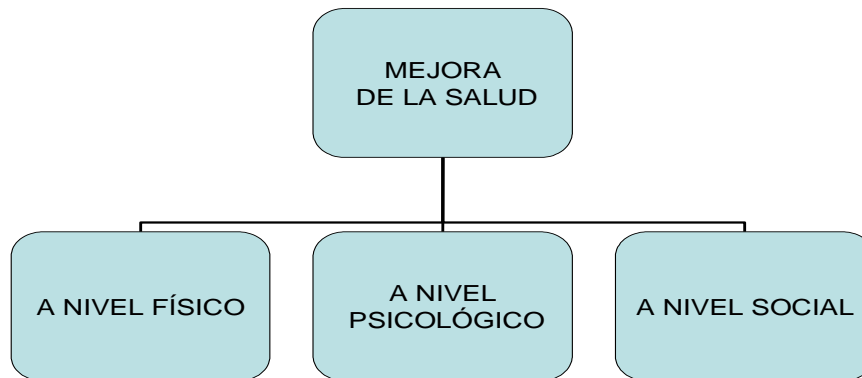 MEJORA
DE LA SALUD
A NIVEL FÍSICO
A NIVEL
PSICOLÓGICO
A NIVEL SOCIAL